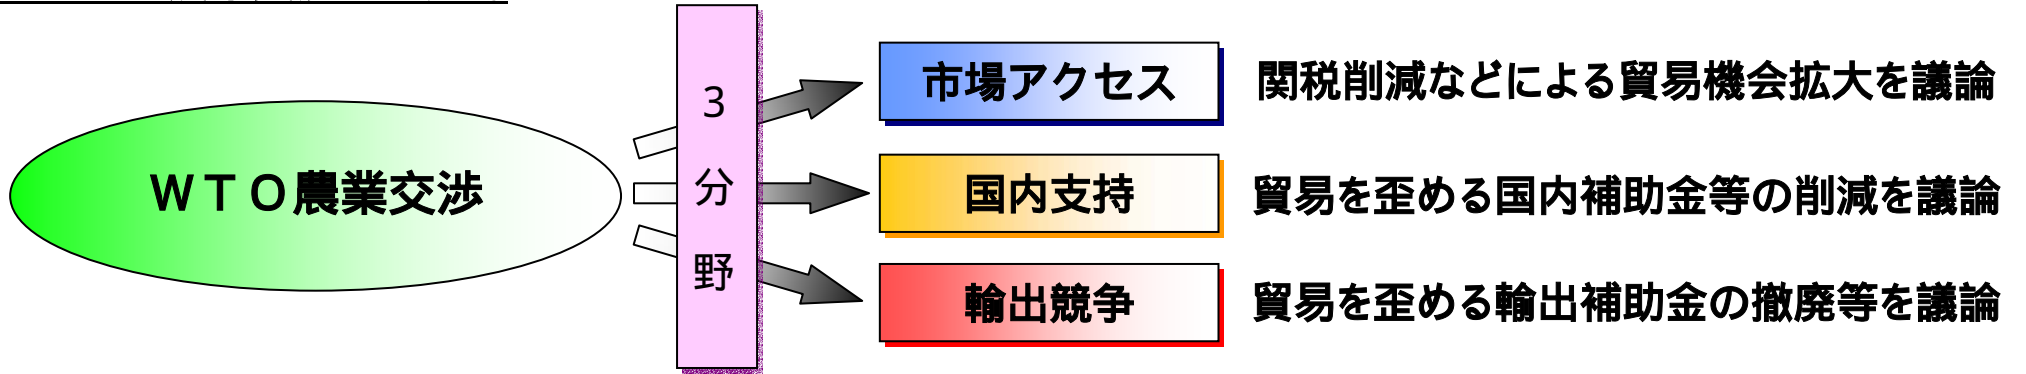 ＷＴＯ農業交渉
３分野
市場アクセス
関税削減などによる貿易機会拡大を議論
国内支持
貿易を歪める国内補助金等の削減を議論
輸出競争
貿易を歪める輸出補助金の撤廃等を議論